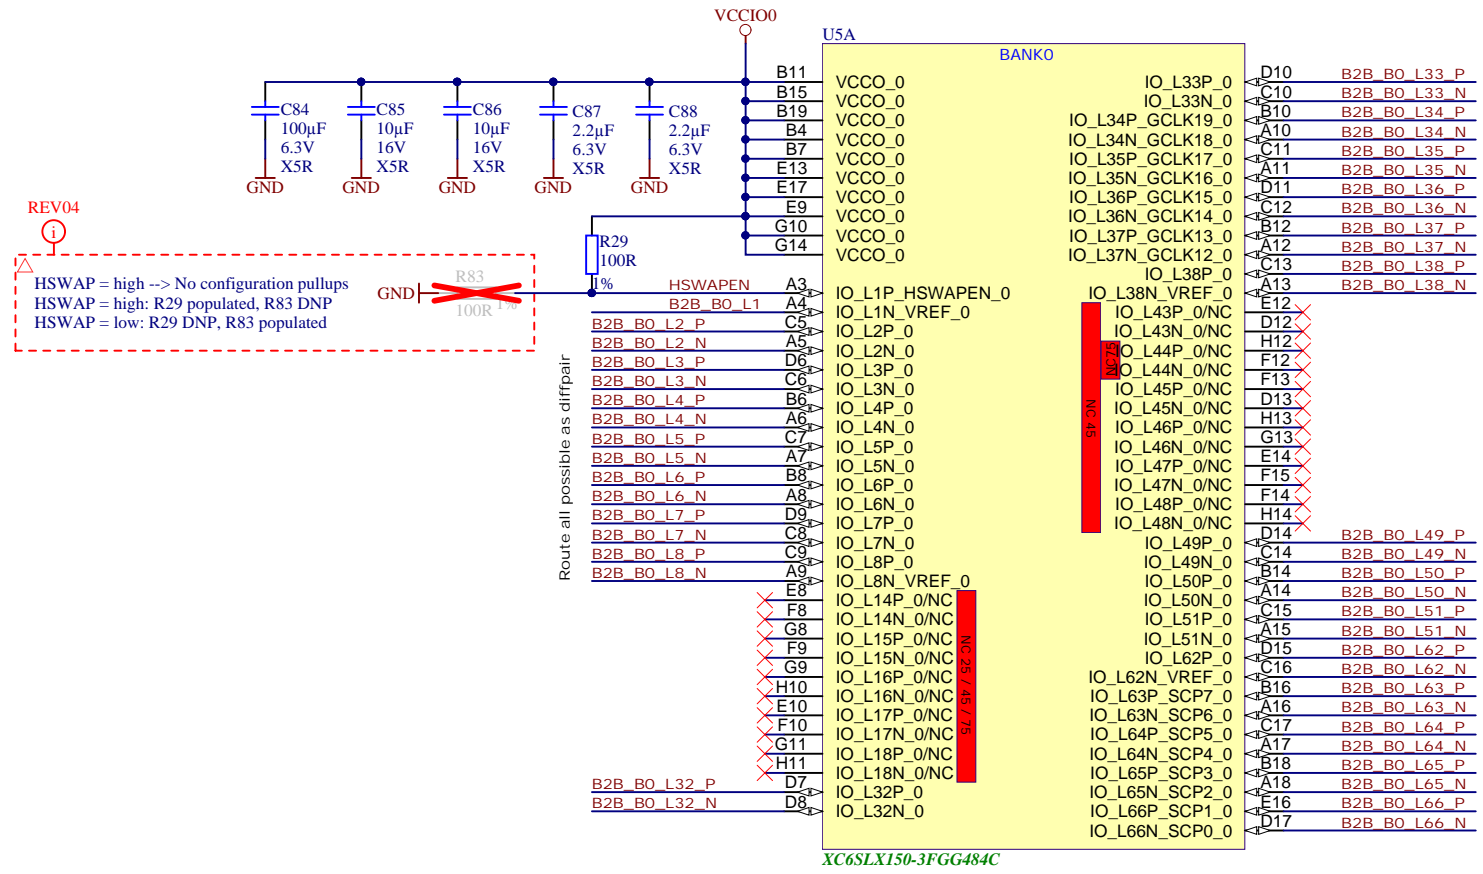 VCCIO0
U5A
BANK0
C84
100µF
6.3V
X5R
GND
C85
10µF
16V
X5R
GND
C86
10µF
16V
X5R
GND
C87
2.2µF
6.3V
X5R
GND
C88
2.2µF
6.3V
X5R
GND
REV04
i
HSWAP = high --> No configuration pullups
HSWAP = high: R29 populated, R83 DNP
HSWAP = low: R29 DNP, R83 populated
GND
R83
100R 1%
R29
100R
1%
Route all possible as diffpair
B11 VCCO_0
B15 VCCO_0
B19 VCCO_0
B4 VCCO_0
B7 VCCO_0
E13 VCCO_0
E17 VCCO_0
E9 VCCO_0
G10 VCCO_0
G14 VCCO_0
HSWAPEN A3 IO_L1P_HSWAPEN_0
B2B_B0_L1 A4 IO_L1N_VREF_0
B2B_B0_L2_P C5 IO_L2P_0
B2B_B0_L2_N A5 IO_L2N_0
B2B_B0_L3_P D6 IO_L3P_0
B2B_B0_L3_N C6 IO_L3N_0
B2B_B0_L4_P B6 IO_L4P_0
B2B_B0_L4_N A6 IO_L4N_0
B2B_B0_L5_P C7 IO_L5P_0
B2B_B0_L5_N A7 IO_L5N_0
B2B_B0_L6_P B8 IO_L6P_0
B2B_B0_L6_N A8 IO_L6N_0
B2B_B0_L7_P D9 IO_L7P_0
B2B_B0_L7_N C8 IO_L7N_0
B2B_B0_L8_P C9 IO_L8P_0
B2B_B0_L8_N A9 IO_L8N_VREF_0
E8 IO_L14P_0/NC
F8 IO_L14N_0/NC
G8 IO_L15P_0/NC
F9 IO_L15N_0/NC
G9 IO_L16P_0/NC
H10 IO_L16N_0/NC
E10 IO_L17P_0/NC
F10 IO_L17N_0/NC
G11 IO_L18P_0/NC
H11 IO_L18N_0/NC
NC 25 / 45 / 75
B2B_B0_L32_P D7 IO_L32P_0
B2B_B0_L32_N D8 IO_L32N_0
IO_L33P_0 D10 B2B_B0_L33_P
IO_L33N_0 C10 B2B_B0_L33_N
IO_L34P_GCLK19_0 B10 B2B_B0_L34_P
IO_L34N_GCLK18_0 A10 B2B_B0_L34_N
IO_L35P_GCLK17_0 C11 B2B_B0_L35_P
IO_L35N_GCLK16_0 A11 B2B_B0_L35_N
IO_L36P_GCLK15_0 D11 B2B_B0_L36_P
IO_L36N_GCLK14_0 C12 B2B_B0_L36_N
IO_L37P_GCLK13_0 B12 B2B_B0_L37_P
IO_L37N_GCLK12_0 A12 B2B_B0_L37_N
IO_L38P_0 C13 B2B_B0_L38_P
IO_L38N_VREF_0 A13 B2B_B0_L38_N
IO_L43P_0/NC E12
IO_L43N_0/NC D12
IO_L44P_0/NC H12
IO_L44N_0/NC F12
IO_L45P_0/NC F13
IO_L45N_0/NC D13
IO_L46P_0/NC H13
IO_L46N_0/NC G13
IO_L47P_0/NC E14
IO_L47N_0/NC F15
IO_L48P_0/NC F14
IO_L48N_0/NC H14
NC 45
NC75
IO_L49P_0 D14 B2B_B0_L49_P
IO_L49N_0 C14 B2B_B0_L49_N
IO_L50P_0 B14 B2B_B0_L50_P
IO_L50N_0 A14 B2B_B0_L50_N
IO_L51P_0 C15 B2B_B0_L51_P
IO_L51N_0 A15 B2B_B0_L51_N
IO_L62P_0 D15 B2B_B0_L62_P
IO_L62N_VREF_0 C16 B2B_B0_L62_N
IO_L63P_SCP7_0 B16 B2B_B0_L63_P
IO_L63N_SCP6_0 A16 B2B_B0_L63_N
IO_L64P_SCP5_0 C17 B2B_B0_L64_P
IO_L64N_SCP4_0 A17 B2B_B0_L64_N
IO_L65P_SCP3_0 B18 B2B_B0_L65_P
IO_L65N_SCP2_0 A18 B2B_B0_L65_N
IO_L66P_SCP1_0 E16 B2B_B0_L66_P
IO_L66N_SCP0_0 D17 B2B_B0_L66_N
XC6SLX150-3FGG484C